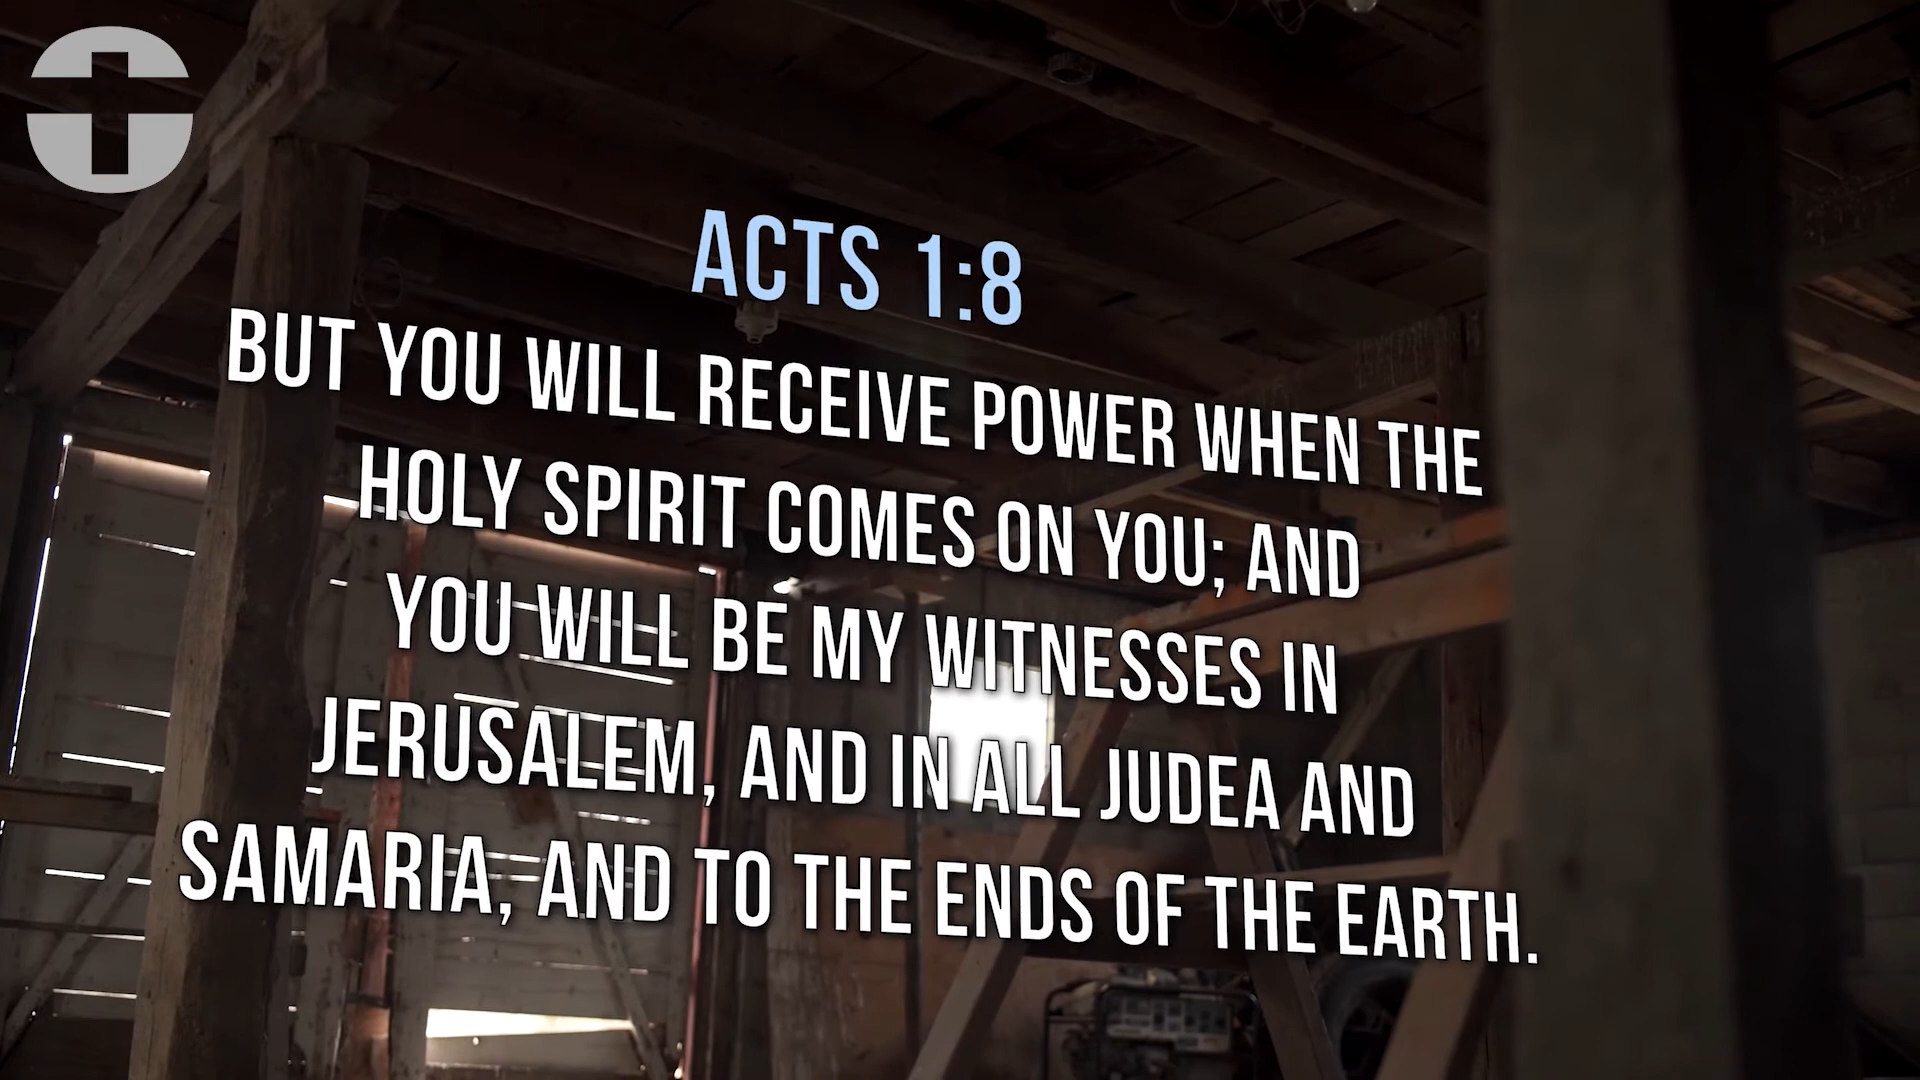 ACTS 1:8
BUT YOU WILL RECEIVE POWER WHEN THE
HOLY SPIRIT COMES ON YOU; AND
YOU WILL BE MY WITNESSES IN
JERUSALEM, AND IN ALL JUDEA AND
SAMARIA, AND TO THE ENDS OF THE EARTH.